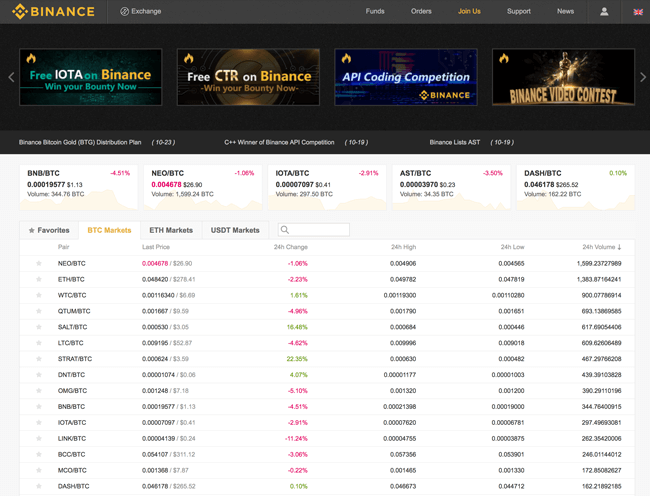 BINANCE Exchange Funds Orders Join Us Support News
Free IOTA on Binance
- Win your Bounty Now -
Free CTR on Binance
-Win your Bounty Now-
API Coding Competition
BINANCE
BINANCE VIDEO CONTEST
Binance Bitcoin Gold (BTG) Distribution Plan ( 10-23 ) C++ Winner of Binance API Competition ( 10-19 ) Binance Lists AST ( 10-19 )
BNB/BTC -4.51% NEO/BTC -1.06% IOTA/BTC -2.91% AST/BTC -3.50% DASH/BTC 0.10%
0.00019577 $1.13 0.004678 $26.90 0.00007097 $0.41 0.00003970 $0.23 0.046178 $265.52
Volume: 344.76 BTC Volume: 1,599.24 BTC Volume: 297.50 BTC Volume: 34.35 BTC Volume: 162.22 BTC
Favorites BTC Markets ETH Markets USDT Markets
Pair Last Price 24h Change 24h High 24h Low 24h Volume ↓
NEO/BTC 0.004678 / $26.90 -1.06% 0.004906 0.004565 1,599.23727989
ETH/BTC 0.048420 / $278.41 -2.23% 0.049782 0.047819 1,383.87164241
WTC/BTC 0.00116340 / $6.69 1.61% 0.00119300 0.00110280 900.07786914
QTUM/BTC 0.001667 / $9.59 -4.96% 0.001790 0.001651 693.13869585
SALT/BTC 0.000530 / $3.05 16.48% 0.000684 0.000446 617.69054406
LTC/BTC 0.009195 / $52.87 -4.62% 0.009996 0.009018 609.62606489
STRAT/BTC 0.000624 / $3.59 22.35% 0.000630 0.000482 467.29766208
DNT/BTC 0.00001074 / $0.06 4.07% 0.00001177 0.00001003 439.39103828
OMG/BTC 0.001248 / $7.18 -5.10% 0.001320 0.001200 390.29110196
BNB/BTC 0.00019577 / $1.13 -4.51% 0.00021398 0.00019000 344.76400915
IOTA/BTC 0.00007097 / $0.41 -2.91% 0.00007620 0.00006781 297.49693081
LINK/BTC 0.00004139 / $0.24 -11.24% 0.00004755 0.00003875 262.35420006
BCC/BTC 0.054107 / $311.12 -3.06% 0.057356 0.053901 246.01144012
MCO/BTC 0.001368 / $7.87 -0.22% 0.001465 0.001330 172.85082627
DASH/BTC 0.046178 / $265.52 0.10% 0.046673 0.044712 162.21892185